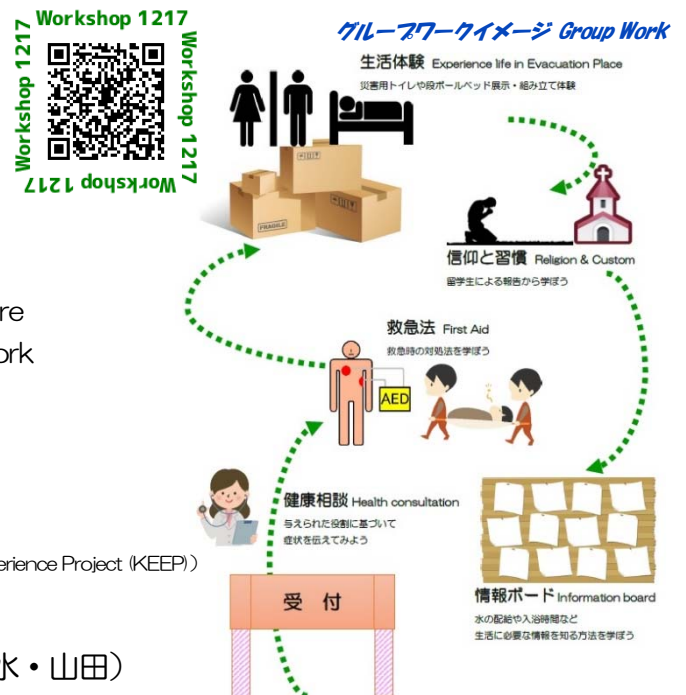 Workshop 1217
Workshop 1217
Workshop 1217
Workshop 1217
グループワークイメージ Group Work
生活体験 Experience life in Evacuation Place
災害用トイレや段ボールベッド展示・組み立て体験
FRAGILE
信仰と習慣 Religion & Custom
留学生による報告から学ぼう
re
ork
救急法 First Aid
救急時の対処法を学ぼう
AED
健康相談 Health consultation
与えられた役割に基づいて
症状を伝えてみよう
erience Project (KEEP))
受 付
情報ボード Information board
水の配給や入浴時間など
生活に必要な情報を知る方法を学ぼう
水・山田)